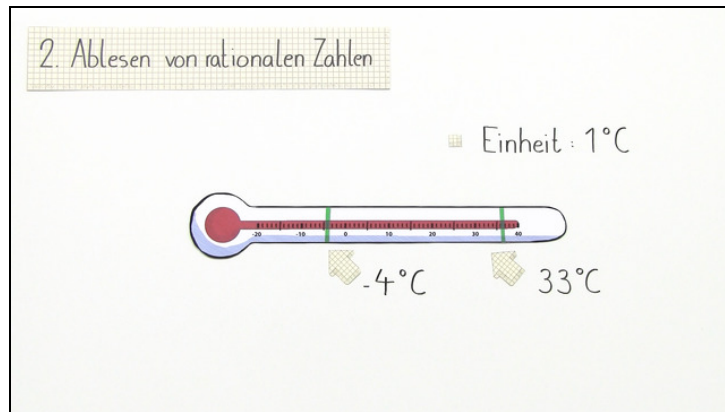 2. Ablesen von rationalen Zahlen
Einheit: 1°C
-20 -10 0 10 20 30 40
-4°C
33°C